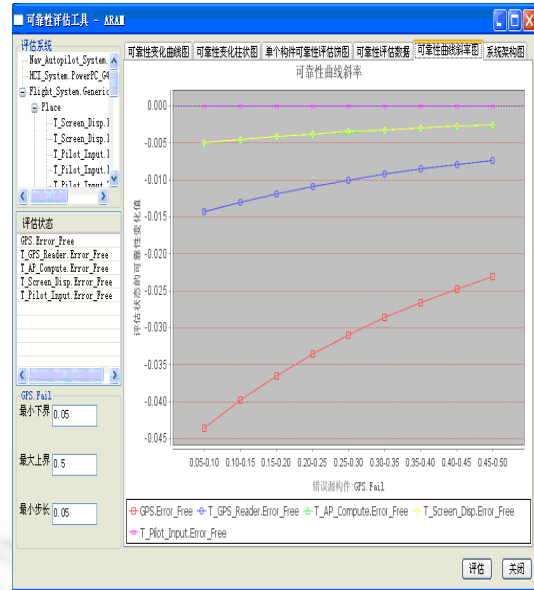 可靠性评估工具 - ARAM
评估系统
Nav_Autopilot_System.
HCI_System.PowerPC_G4
Flight_System.Generic
Place
T_Screen_Disp.
T_Pilot_Input.
T_Pilot_Input.
T_Pilot_Input.
评估状态
GPS.Error_Free
T_GPS_Reader.Error_Free
T_AP_Compute.Error_Free
T_Screen_Disp.Error_Free
T_Pilot_Input.Error_Free
GPS.Fail
最小下界 0.05
最大上界 0.5
最小步长 0.05
可靠性变化曲线图 可靠性变化柱状图 单个构件可靠性评估饼图 可靠性评估数据 可靠性曲线斜率图 系统架构图
可靠性曲线斜率
评估状态的可靠性变化值
0.000
-0.005
-0.010
-0.015
-0.020
-0.025
-0.030
-0.035
-0.040
-0.045
0.05-0.10 0.10-0.15 0.15-0.20 0.20-0.25 0.25-0.30 0.30-0.35 0.35-0.40 0.40-0.45 0.45-0.50
错误源构件:GPS.Fail
GPS.Error_Free T_GPS_Reader.Error_Free T_AP_Compute.Error_Free T_Screen_Disp.Error_Free
T_Pilot_Input.Error_Free
评估 关闭